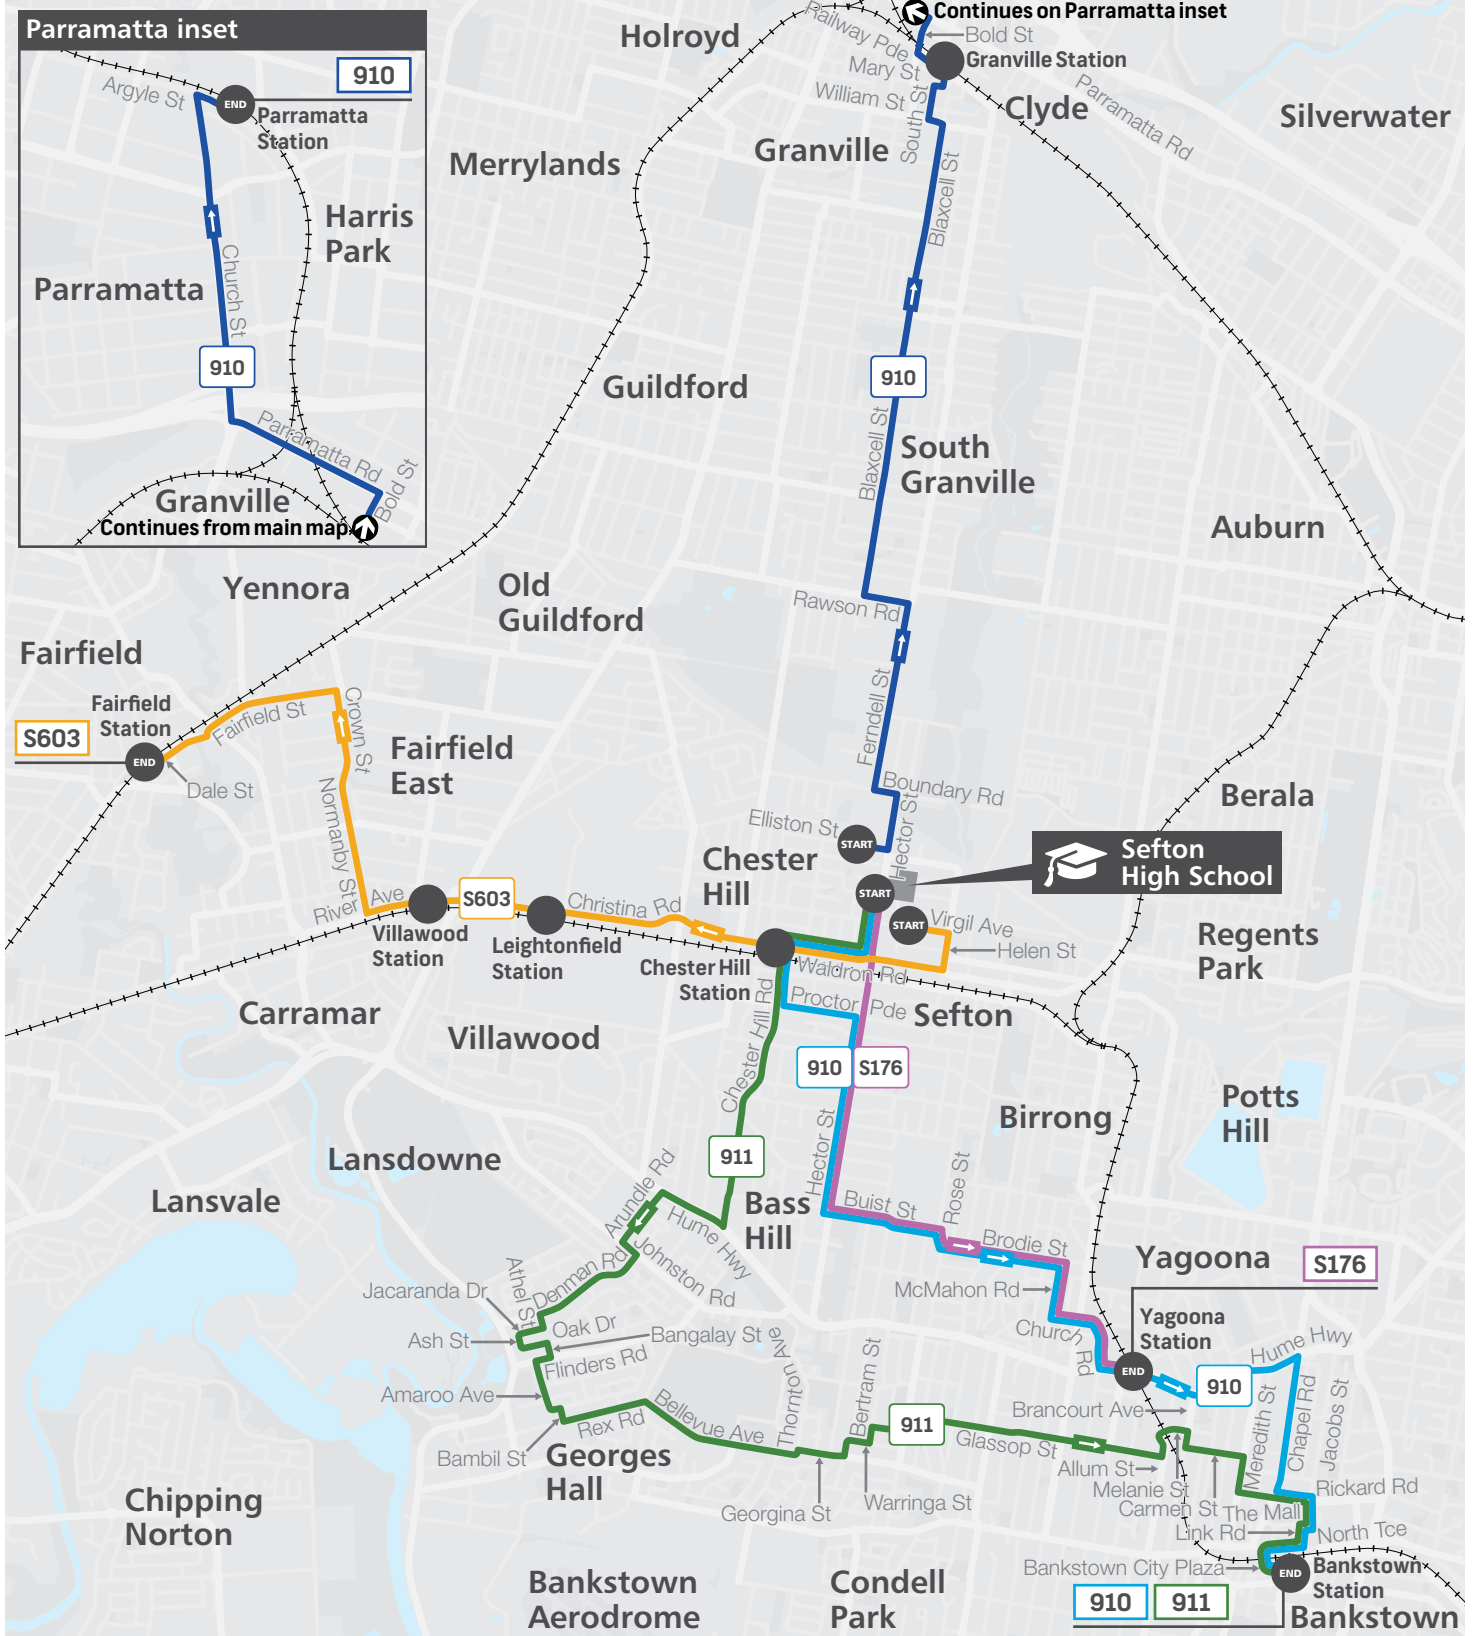 Parramatta inset
910
Argyle St
END
Parramatta
Station
Harris
Park
Parramatta
Church St
910
Parramatta Rd
Bold St
Granville
Continues from main map
Continues on Parramatta inset
Holroyd
Railway Pde
Bold St
Mary St
Granville Station
William St
South St
Clyde
Parramatta Rd
Silverwater
Merrylands
Granville
Blaxcell St
Guildford
910
Blaxcell St
South
Granville
Auburn
Yennora
Old
Guildford
Rawson Rd
Fairfield
Fairfield
Station
S603
END
Fairfield St
Crown St
Dale St
Fairfield
East
Normanby St
Ferndell St
Boundary Rd
Berala
Elliston St
START
Hector St
Sefton
High School
Chester
Hill
START
START
Virgil Ave
Helen St
Regents
Park
River Ave
S603
Christina Rd
Villawood
Station
Leightonfield
Station
Chester Hill
Station
Waldron Rd
Proctor Pde
Sefton
Carramar
Villawood
Chester Hill Rd
910
S176
Birrong
Potts
Hill
Lansdowne
911
Hector St
Lansvale
Arundle Rd
Hume Hwy
Bass
Hill
Buist St
Rose St
Brodie St
Yagoona
S176
Johnston Rd
Denman Rd
Athel St
Jacaranda Dr
McMahon Rd
Yagoona
Station
Ash St
Oak Dr
Bangalay St
Church Rd
Hume Hwy
Flinders Rd
Thornton Ave
Bertram St
END
910
Amaroo Ave
Brancourt Ave
Meredith St
Chapel Rd
Jacobs St
Rex Rd
Bellevue Ave
911
Glassop St
Bambil St
Georges
Hall
Allum St
Melanie St
Carmen St
The Mall
Rickard Rd
Georgina St
Warringa St
Link Rd
North Tce
Chipping
Norton
Bankstown City Plaza
END
Bankstown
Station
Bankstown
Aerodrome
Condell
Park
910
911
Bankstown